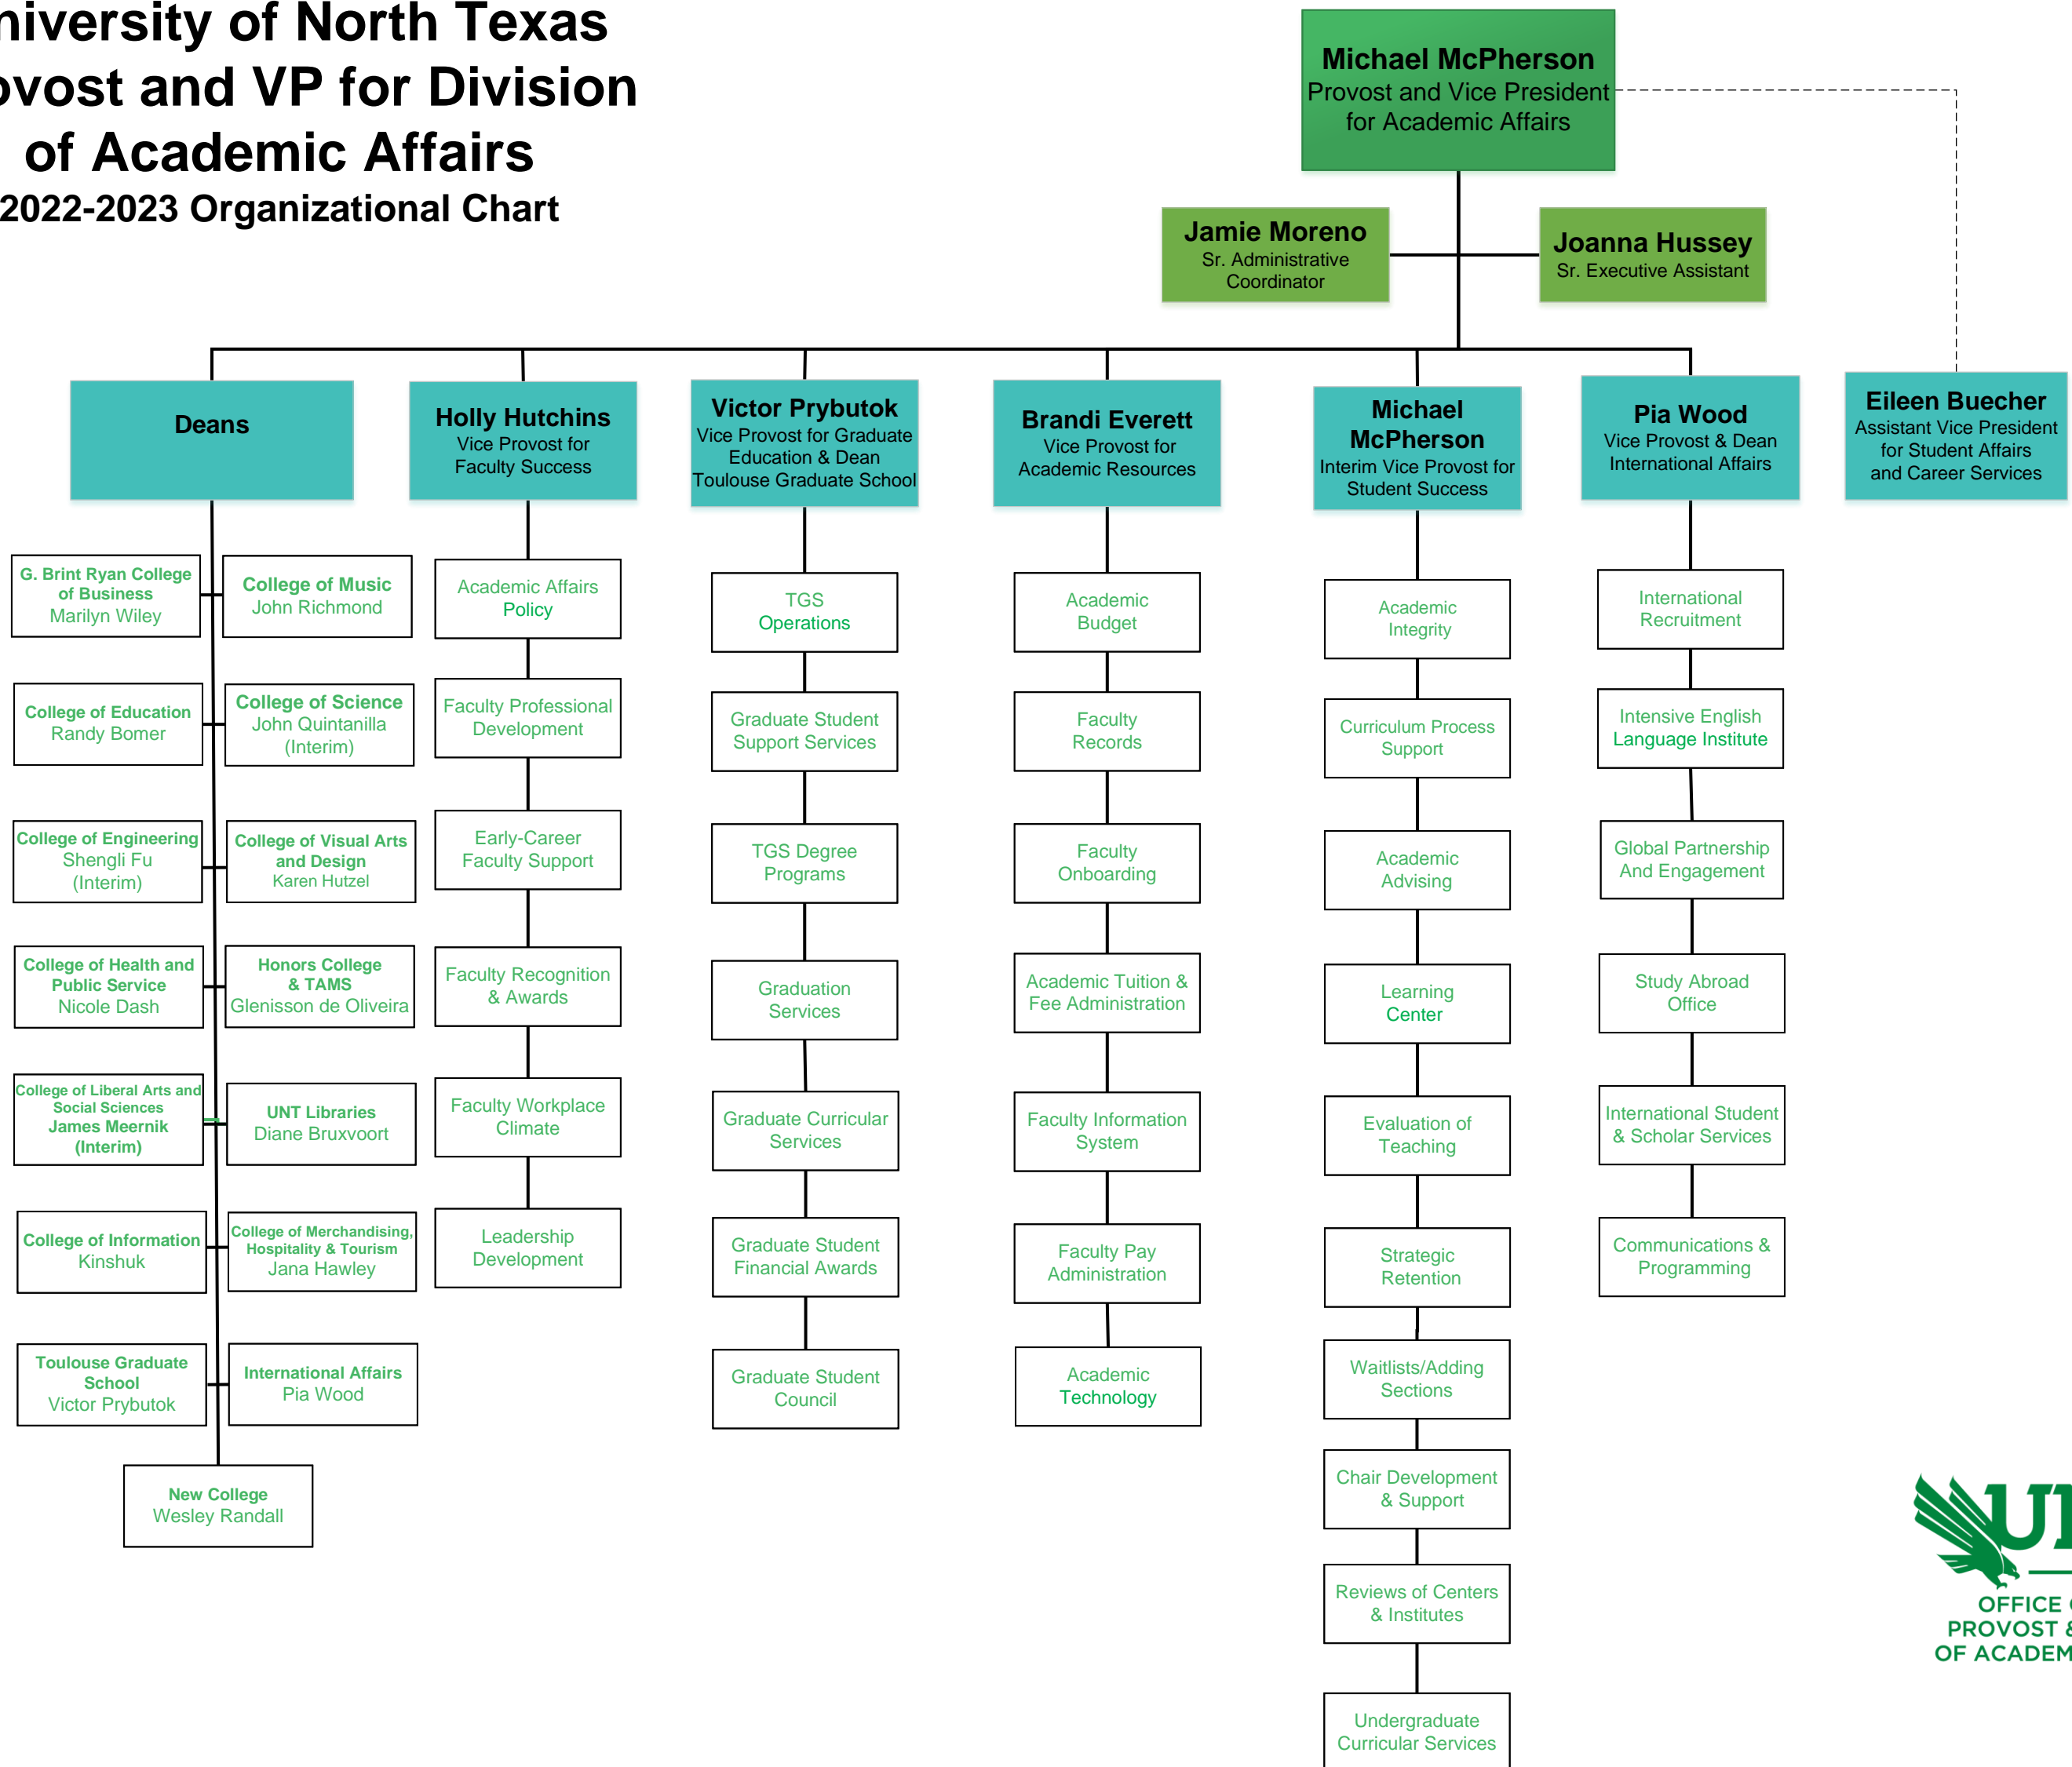 niversity of North Texas
ovost and VP for Division
of Academic Affairs
2022-2023 Organizational Chart
Michael McPherson
Provost and Vice President
for Academic Affairs
Jamie Moreno
Sr. Administrative
Coordinator
Joanna Hussey
Sr. Executive Assistant
Deans
Holly Hutchins
Vice Provost for
Faculty Success
Victor Prybutok
Vice Provost for Graduate
Education & Dean
Toulouse Graduate School
Brandi Everett
Vice Provost for
Academic Resources
Michael
McPherson
Interim Vice Provost for
Student Success
Pia Wood
Vice Provost & Dean
International Affairs
Eileen Buecher
Assistant Vice President
for Student Affairs
and Career Services
G. Brint Ryan College
of Business
Marilyn Wiley
College of Music
John Richmond
College of Education
Randy Bomer
College of Science
John Quintanilla
(Interim)
College of Engineering
Shengli Fu
(Interim)
College of Visual Arts
and Design
Karen Hutzel
College of Health and
Public Service
Nicole Dash
Honors College
& TAMS
Glenisson de Oliveira
College of Liberal Arts and
Social Sciences
James Meernik
(Interim)
UNT Libraries
Diane Bruxvoort
College of Information
Kinshuk
College of Merchandising,
Hospitality & Tourism
Jana Hawley
Toulouse Graduate
School
Victor Prybutok
International Affairs
Pia Wood
New College
Wesley Randall
Academic Affairs
Policy
Faculty Professional
Development
Early-Career
Faculty Support
Faculty Recognition
& Awards
Faculty Workplace
Climate
Leadership
Development
TGS
Operations
Graduate Student
Support Services
TGS Degree
Programs
Graduation
Services
Graduate Curricular
Services
Graduate Student
Financial Awards
Graduate Student
Council
Academic
Budget
Faculty
Records
Faculty
Onboarding
Academic Tuition &
Fee Administration
Faculty Information
System
Faculty Pay
Administration
Academic
Technology
Academic
Integrity
Curriculum Process
Support
Academic
Advising
Learning
Center
Evaluation of
Teaching
Strategic
Retention
Waitlists/Adding
Sections
Chair Development
& Support
Reviews of Centers
& Institutes
Undergraduate
Curricular Services
International
Recruitment
Intensive English
Language Institute
Global Partnership
And Engagement
Study Abroad
Office
International Student
& Scholar Services
Communications &
Programming
OFFICE
PROVOST &
OF ACADEM